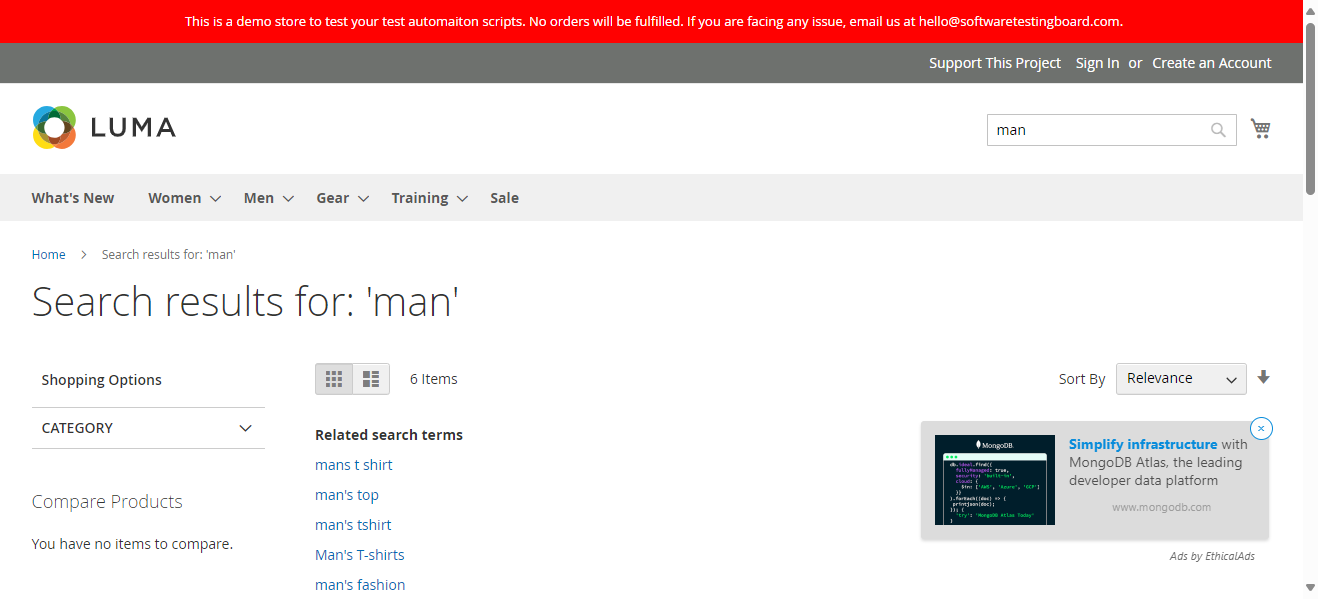 This is a demo store to test your test automaiton scripts. No orders will be fulfilled. If you are facing any issue, email us at hello@softwaretestingboard.com.
Support This Project Sign In or Create an Account
LUMA
man
What's New Women Men Gear Training Sale
Home > Search results for: 'man'
Search results for: 'man'
Shopping Options
6 Items
Sort By Relevance
CATEGORY
Related search terms
mans t shirt
man's top
man's tshirt
Man's T-shirts
man's fashion
Compare Products
You have no items to compare.
MongoDB.
Simplify infrastructure with
MongoDB Atlas, the leading
developer data platform
www.mongodb.com
Ads by EthicalAds